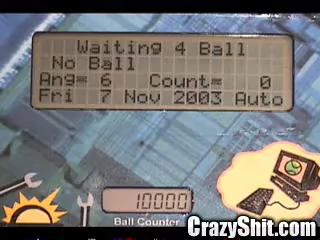 Waiting 4 Ball
No Ball
Ang= 6 Count= 0
Fri 7 Nov 2003 Auto
10000
Ball Counter
CrazyShit.com